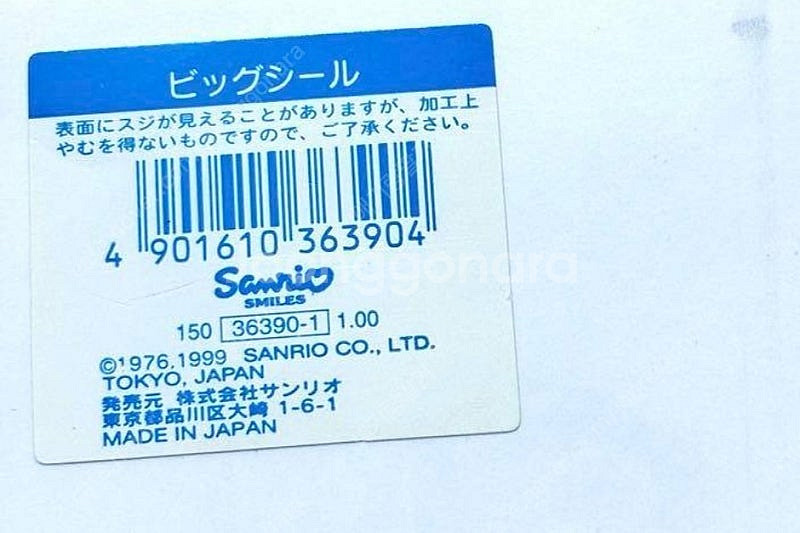 ビッグシール
表面にスジが見えることがありますが、加工上
やむを得ないものですので、ご了承ください。
4 901610 363904
Sanrio
SMILES
150 36390-1 1.00
©1976,1999 SANRIO CO., LTD.
TOKYO, JAPAN
発売元 株式会社サンリオ
東京都品川区大崎 1-6-1
MADE IN JAPAN